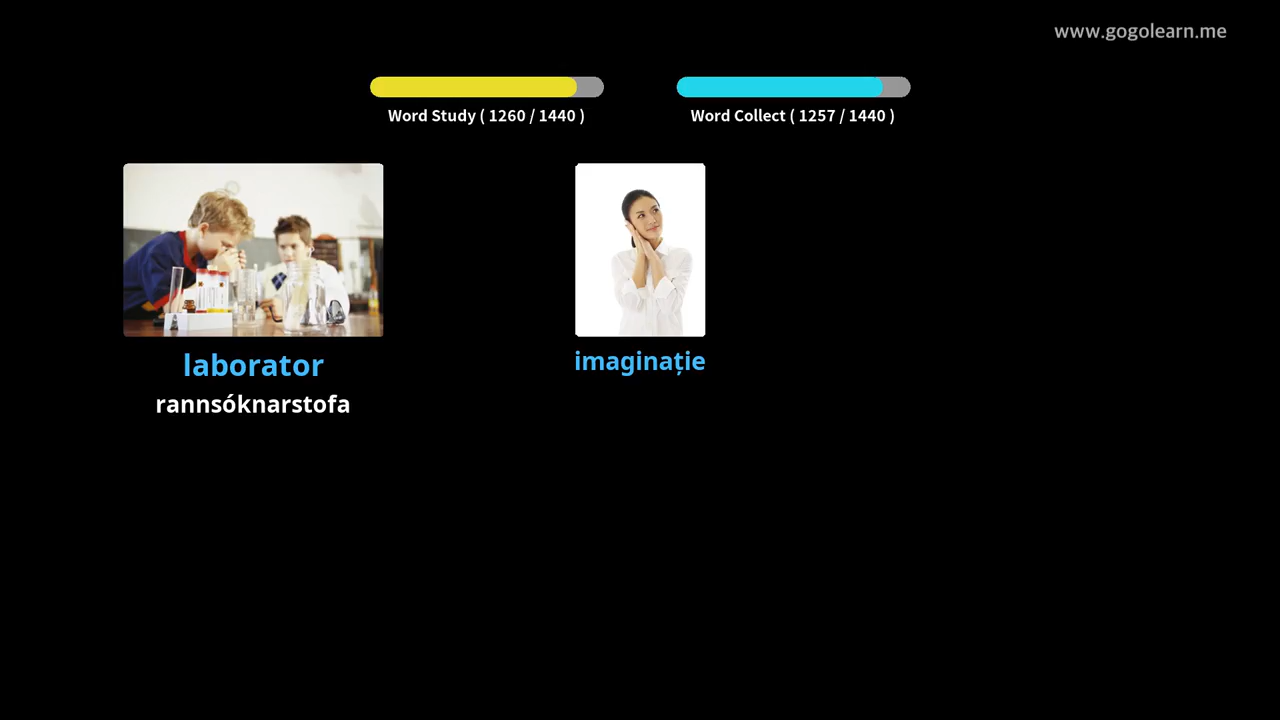 www.gogolearn.me
Word Study ( 1260 / 1440 )
Word Collect ( 1257 / 1440 )
laborator
rannsóknarstofa
imaginație